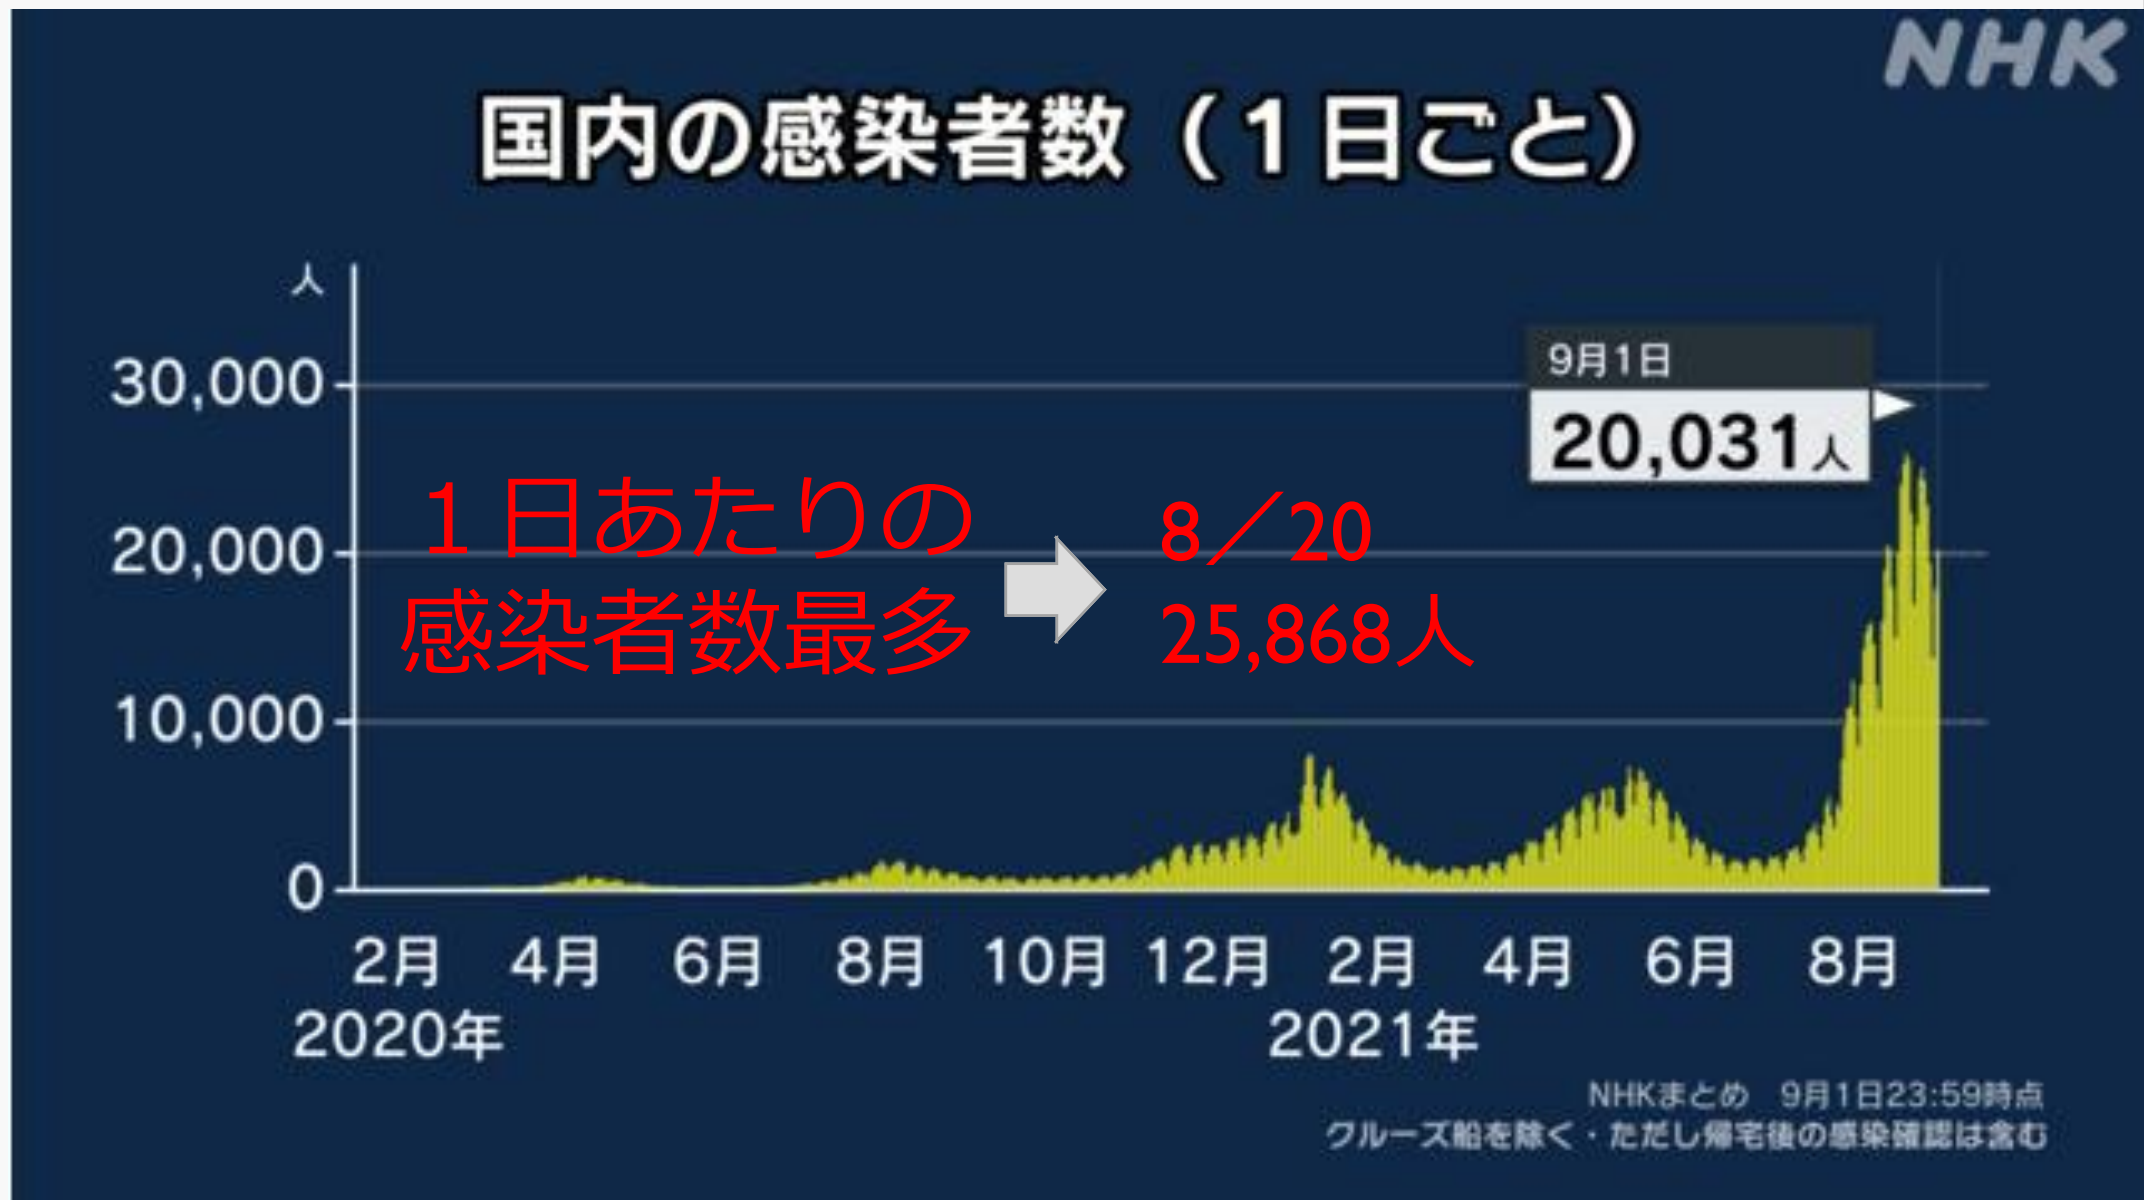 NHK
国内の感染者数（１日ごと）
人
30,000
20,000
10,000
0
9月1日
20,031人
１日あたりの
感染者数最多
8／20
25,868人
2月 4月 6月 8月 10月 12月 2月 4月 6月 8月
2020年 2021年
NHKまとめ　9月1日23:59時点
クルーズ船を除く・ただし帰宅後の感染確認は含む